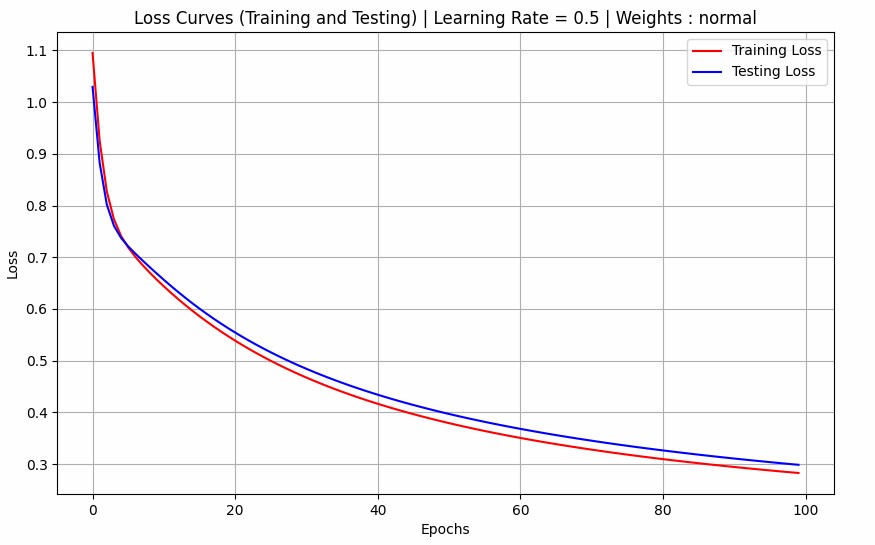 Loss Curves (Training and Testing) | Learning Rate = 0.5 | Weights : normal
Training Loss
Testing Loss
1.1
1.0
0.9
0.8
0.7
0.6
0.5
0.4
0.3
Loss
0 20 40 60 80 100
Epochs